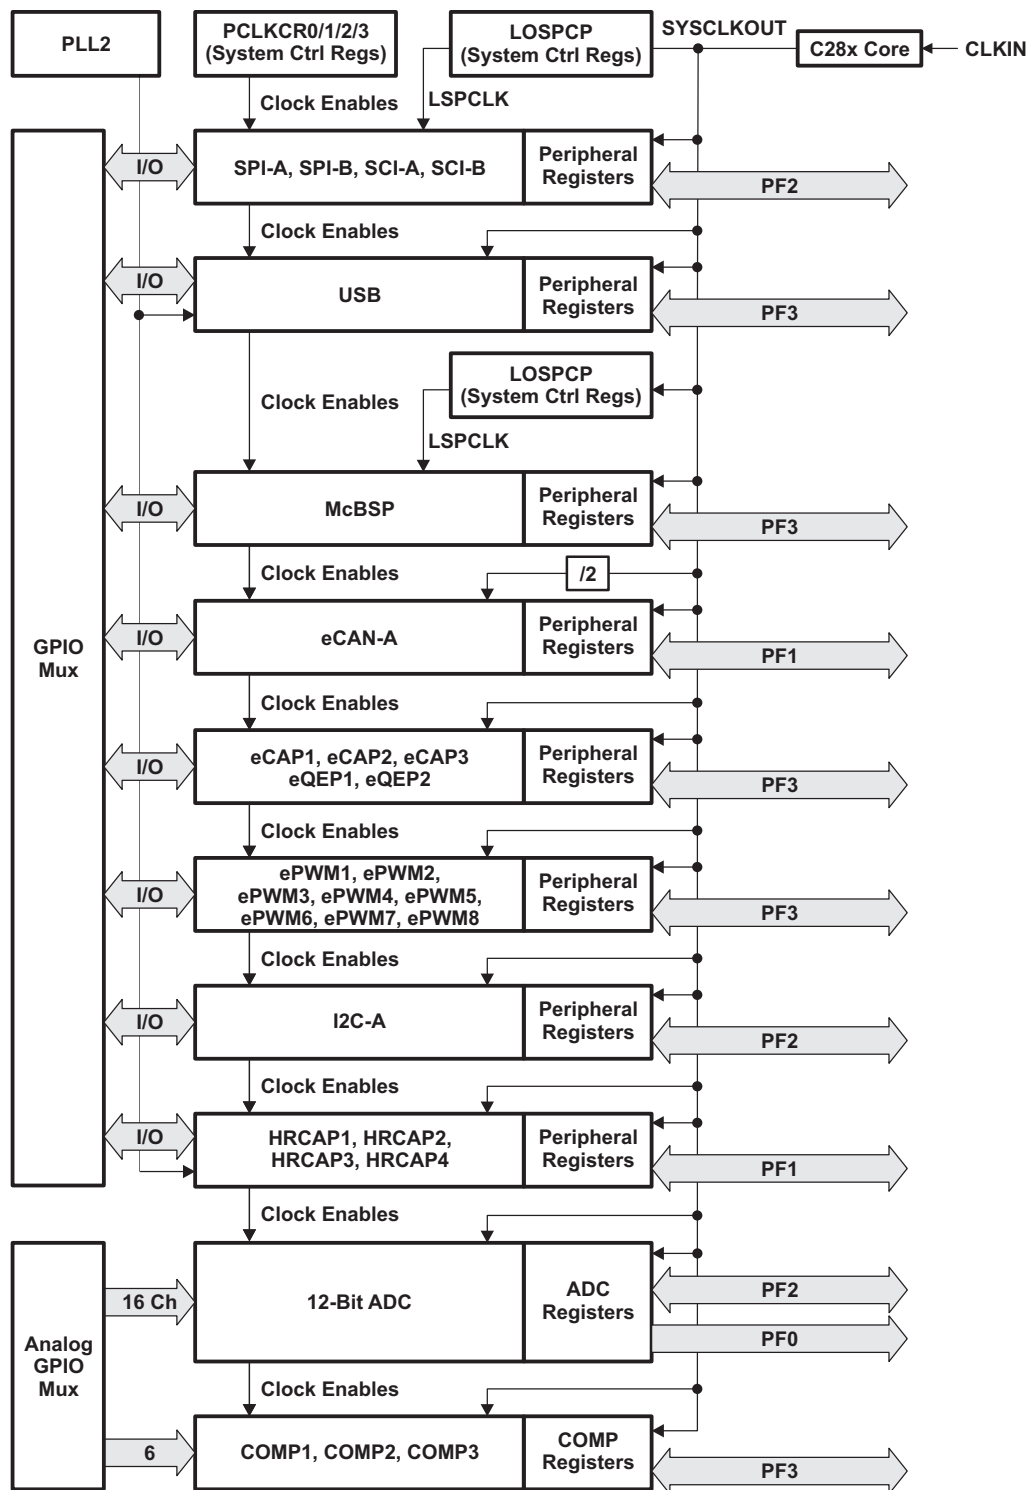 PLL2
PCLKCR0/1/2/3
(System Ctrl Regs)
LOSPCP
(System Ctrl Regs)
SYSCLKOUT
C28x Core
CLKIN
Clock Enables
LSPCLK
I/O
SPI-A, SPI-B, SCI-A, SCI-B
Peripheral
Registers
PF2
Clock Enables
I/O
USB
Peripheral
Registers
PF3
LOSPCP
(System Ctrl Regs)
Clock Enables
LSPCLK
I/O
McBSP
Peripheral
Registers
PF3
Clock Enables
/2
GPIO
Mux
I/O
eCAN-A
Peripheral
Registers
PF1
Clock Enables
I/O
eCAP1, eCAP2, eCAP3
eQEP1, eQEP2
Peripheral
Registers
PF3
Clock Enables
I/O
ePWM1, ePWM2,
ePWM3, ePWM4, ePWM5,
ePWM6, ePWM7, ePWM8
Peripheral
Registers
PF3
Clock Enables
I/O
I2C-A
Peripheral
Registers
PF2
Clock Enables
I/O
HRCAP1, HRCAP2,
HRCAP3, HRCAP4
Peripheral
Registers
PF1
Clock Enables
16 Ch
12-Bit ADC
ADC
Registers
PF2
PF0
Analog
GPIO
Mux
Clock Enables
6
COMP1, COMP2, COMP3
COMP
Registers
PF3